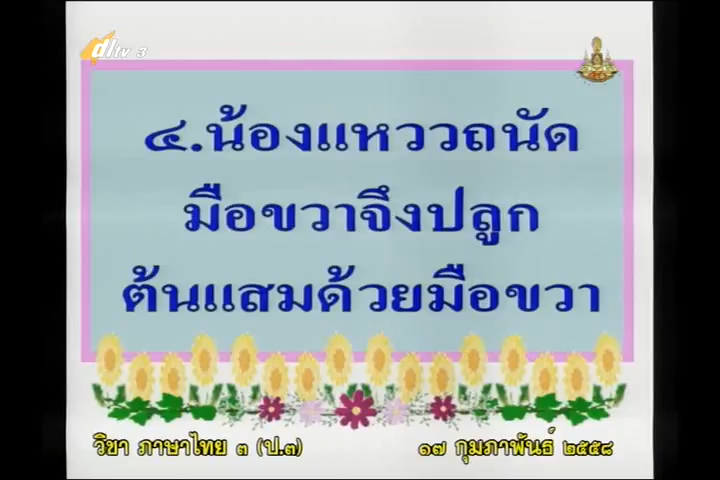 dltv 3
๔.น้องแหววถนัด
มือขวาจึงปลูก
ต้นแสมด้วยมือขวา
วิชา ภาษาไทย ๓ (ป.๓)
๑๗ กุมภาพันธ์ ๒๕๕๘